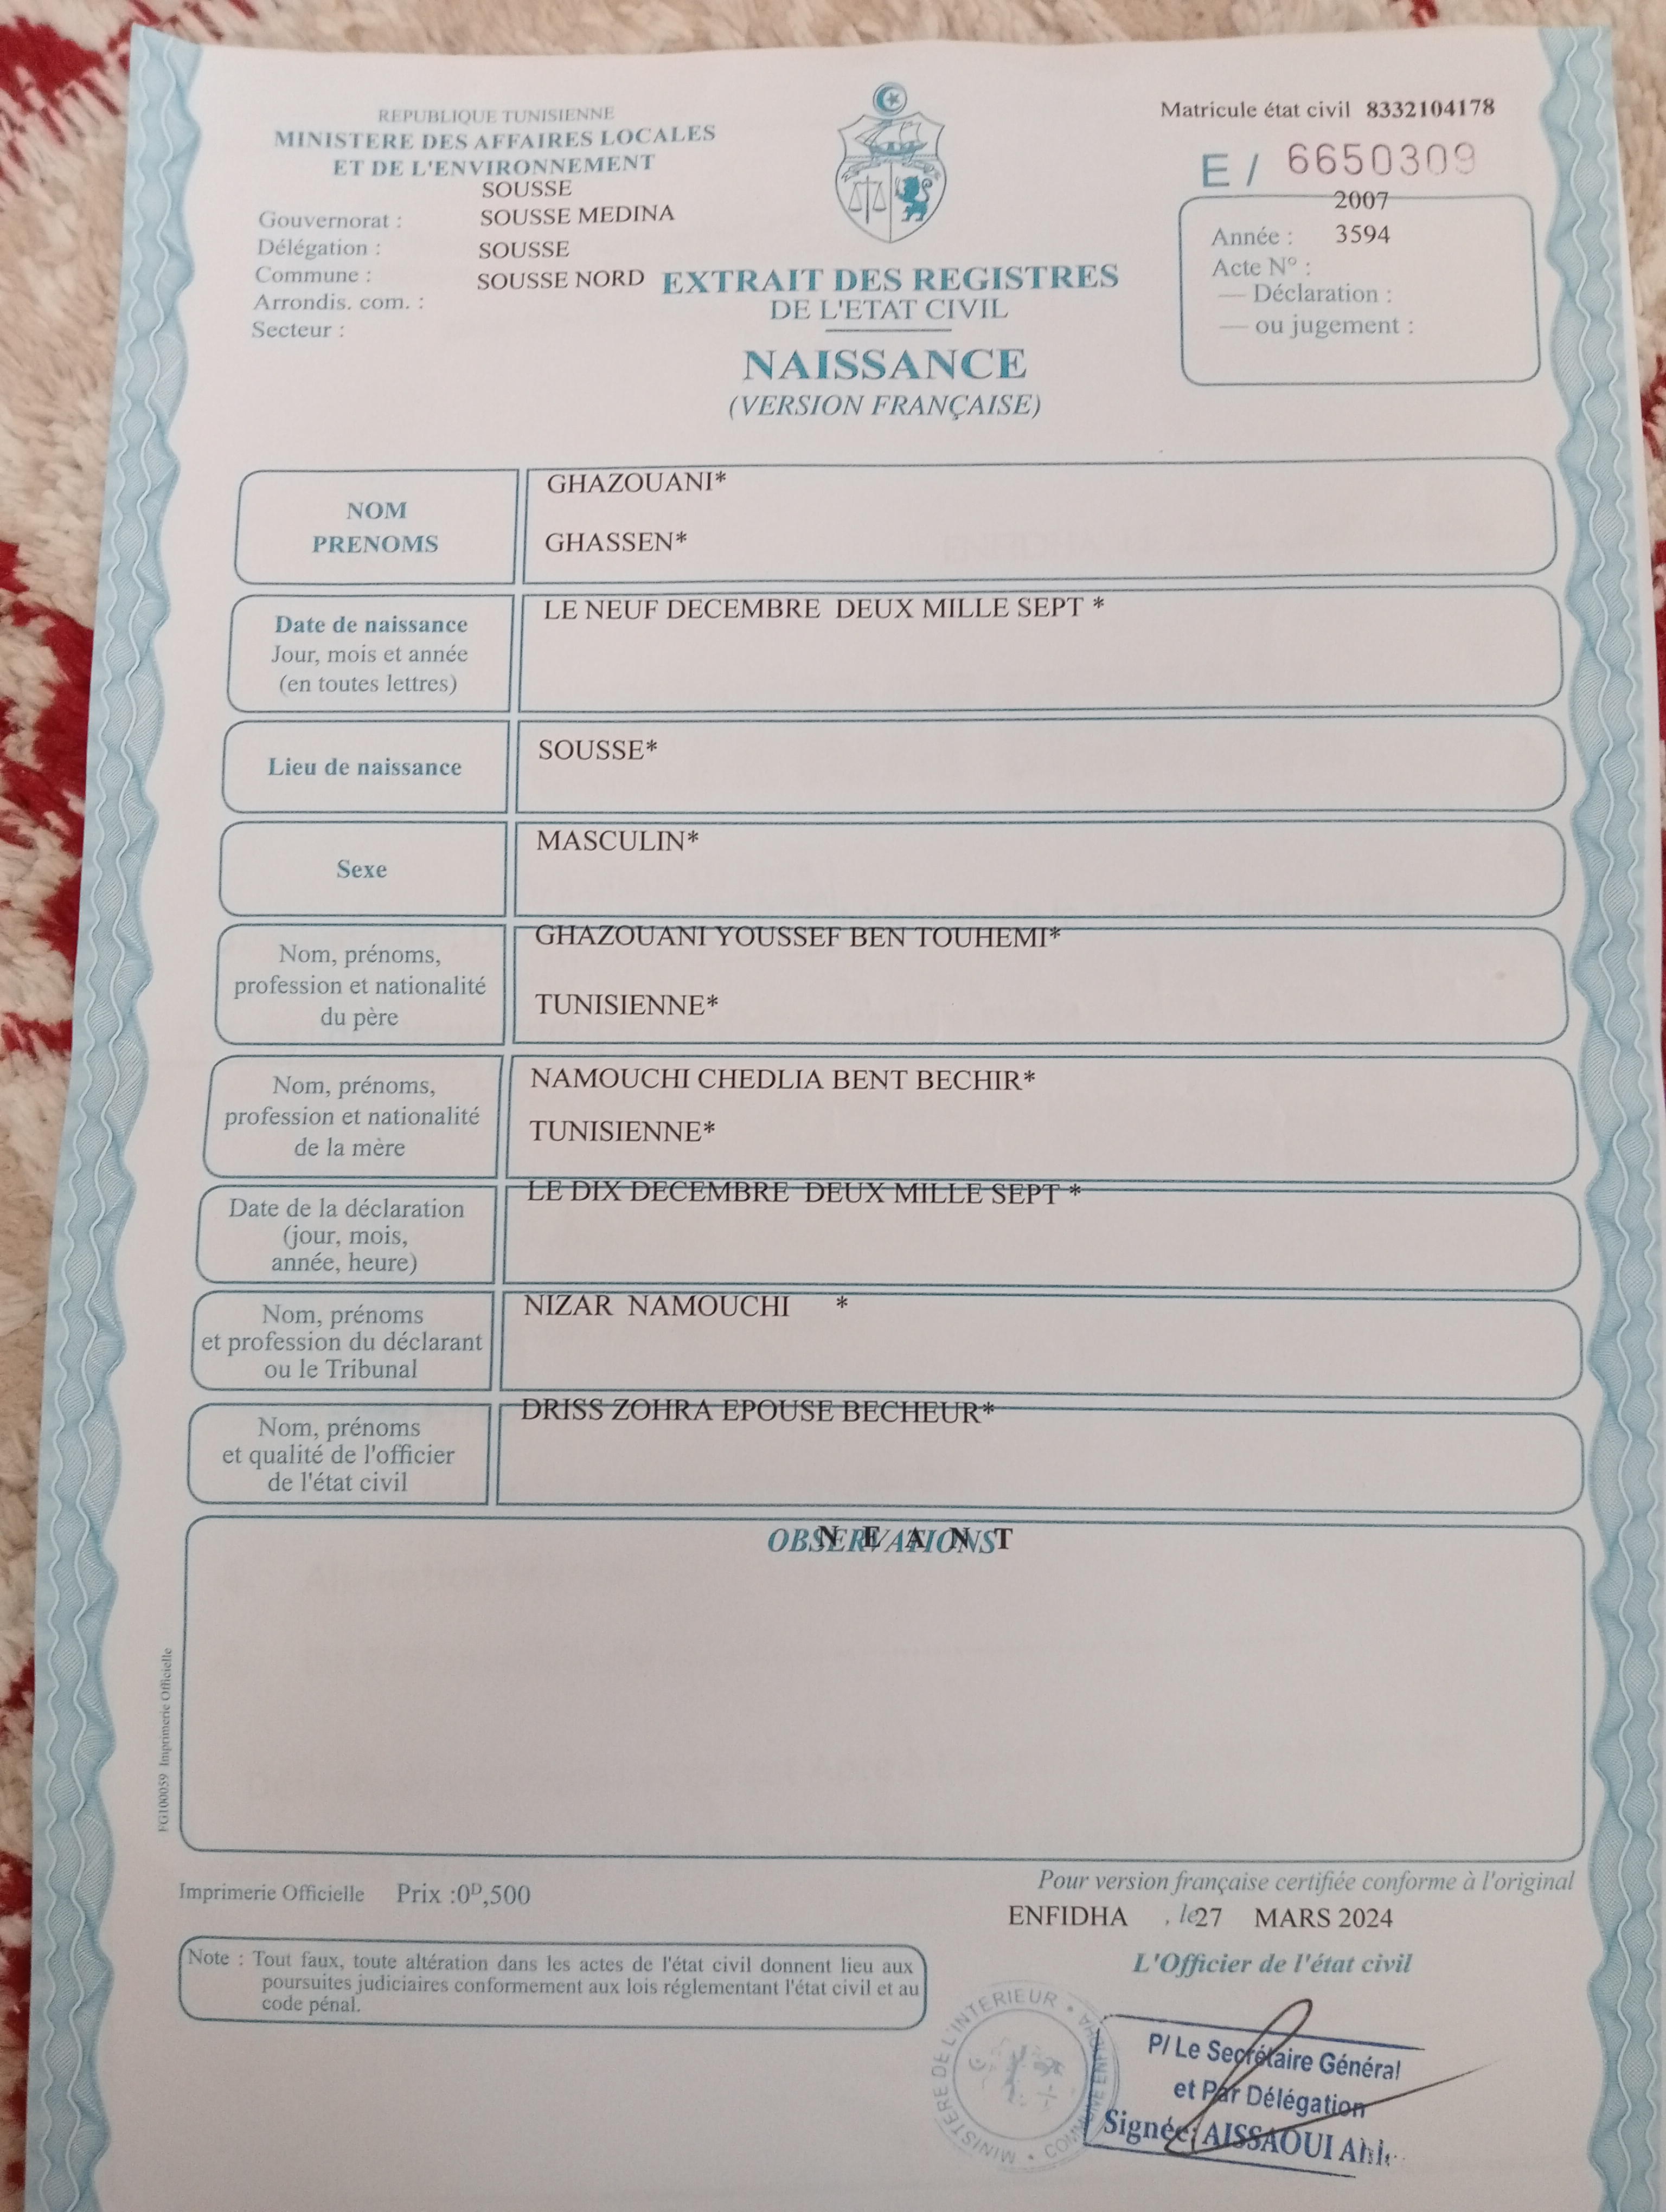 REPUBLIQUE TUNISIENNE
MINISTERE DES AFFAIRES LOCALES
ET DE L'ENVIRONNEMENT
SOUSSE
Gouvernorat : SOUSSE MEDINA
Délégation : SOUSSE
Commune : SOUSSE NORD
Arrondis. com. :
Secteur :
Matricule état civil 8332104178
E / 6650309
2007
Année : 3594
Acte N° :
— Déclaration :
— ou jugement :
EXTRAIT DES REGISTRES
DE L'ETAT CIVIL
NAISSANCE
(VERSION FRANÇAISE)
NOM
PRENOMS
GHAZOUANI*
GHASSEN*
Date de naissance
Jour, mois et année
(en toutes lettres)
LE NEUF DECEMBRE DEUX MILLE SEPT *
Lieu de naissance
SOUSSE*
Sexe
MASCULIN*
Nom, prénoms,
profession et nationalité
du père
GHAZOUANI YOUSSEF BEN TOUHEMI*
TUNISIENNE*
Nom, prénoms,
profession et nationalité
de la mère
NAMOUCHI CHEDLIA BENT BECHIR*
TUNISIENNE*
Date de la déclaration
(jour, mois,
année, heure)
LE DIX DECEMBRE DEUX MILLE SEPT *
Nom, prénoms
et profession du déclarant
ou le Tribunal
NIZAR NAMOUCHI *
Nom, prénoms
et qualité de l'officier
de l'état civil
DRISS ZOHRA EPOUSE BECHEUR*
OBSERVATIONS
N E A N T
FG100059 Imprimerie Officielle
Imprimerie Officielle Prix :0ᴰ,500
Pour version française certifiée conforme à l'original
ENFIDHA , le 27 MARS 2024
L'Officier de l'état civil
Note : Tout faux, toute altération dans les actes de l'état civil donnent lieu aux
poursuites judiciaires conformement aux lois réglementant l'état civil et au
code pénal.
MINISTERE DE L'INTERIEUR • COMMUNE ENFIDHA •
P/ Le Secrétaire Général
et Par Délégation
Signée: AISSAOUI